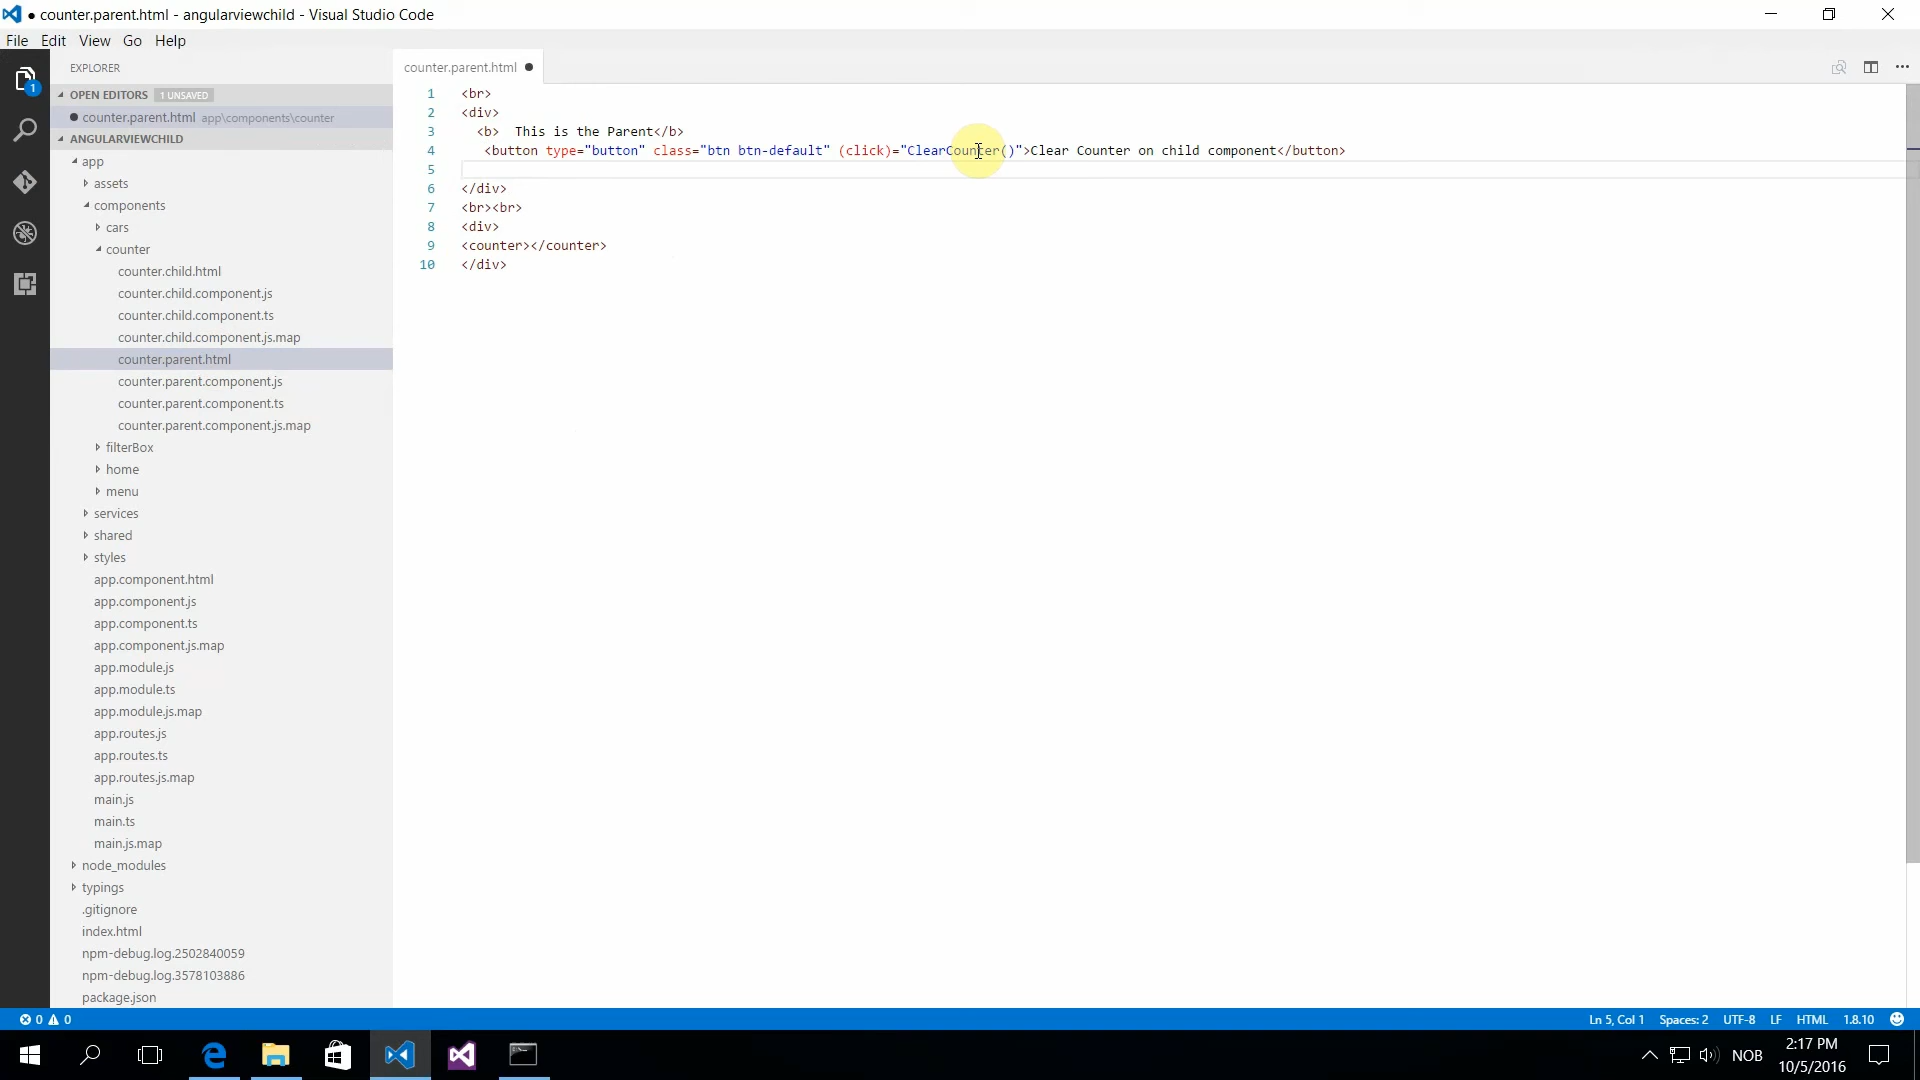 ● counter.parent.html - angularviewchild - Visual Studio Code
File Edit View Go Help
EXPLORER
counter.parent.html
1
OPEN EDITORS 1 UNSAVED
counter.parent.html app\components\counter
ANGULARVIEWCHILD
app
assets
components
cars
counter
counter.child.html
counter.child.component.js
counter.child.component.ts
counter.child.component.js.map
counter.parent.html
counter.parent.component.js
counter.parent.component.ts
counter.parent.component.js.map
filterBox
home
menu
services
shared
styles
app.component.html
app.component.js
app.component.ts
app.component.js.map
app.module.js
app.module.ts
app.module.js.map
app.routes.js
app.routes.ts
app.routes.js.map
main.js
main.ts
main.js.map
node_modules
typings
.gitignore
index.html
npm-debug.log.2502840059
npm-debug.log.3578103886
package.json
1 <br>
2 <div>
3 <b>  This is the Parent</b>
4 <button type="button" class="btn btn-default" (click)="ClearCounter()">Clear Counter on child component</button>
5
6 </div>
7 <br><br>
8 <div>
9 <counter></counter>
10 </div>
0 0
Ln 5, Col 1 Spaces: 2 UTF-8 LF HTML 1.8.10
NOB
2:17 PM
10/5/2016